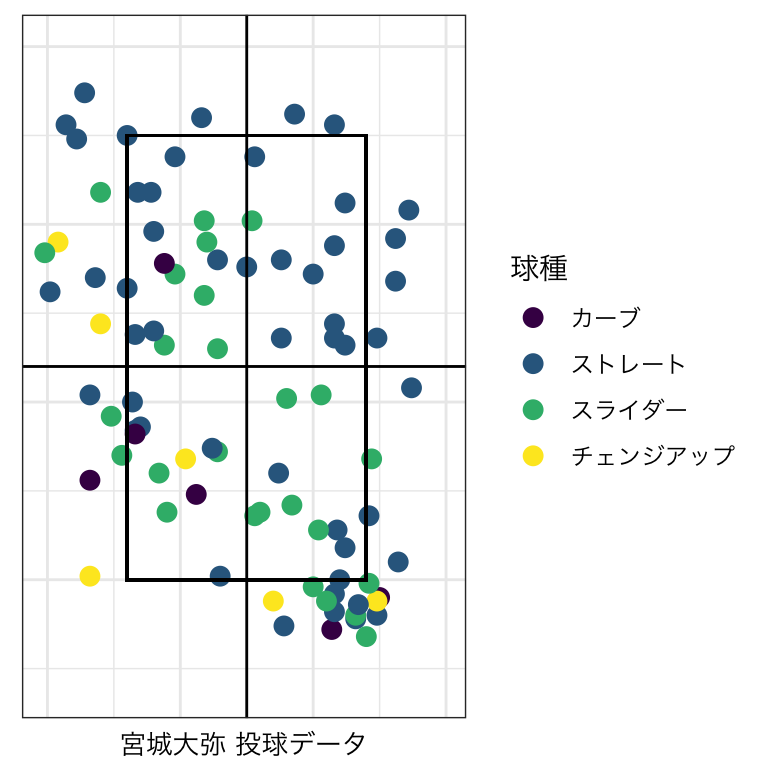 球種
カーブ
ストレート
スライダー
チェンジアップ
宮城大弥 投球データ